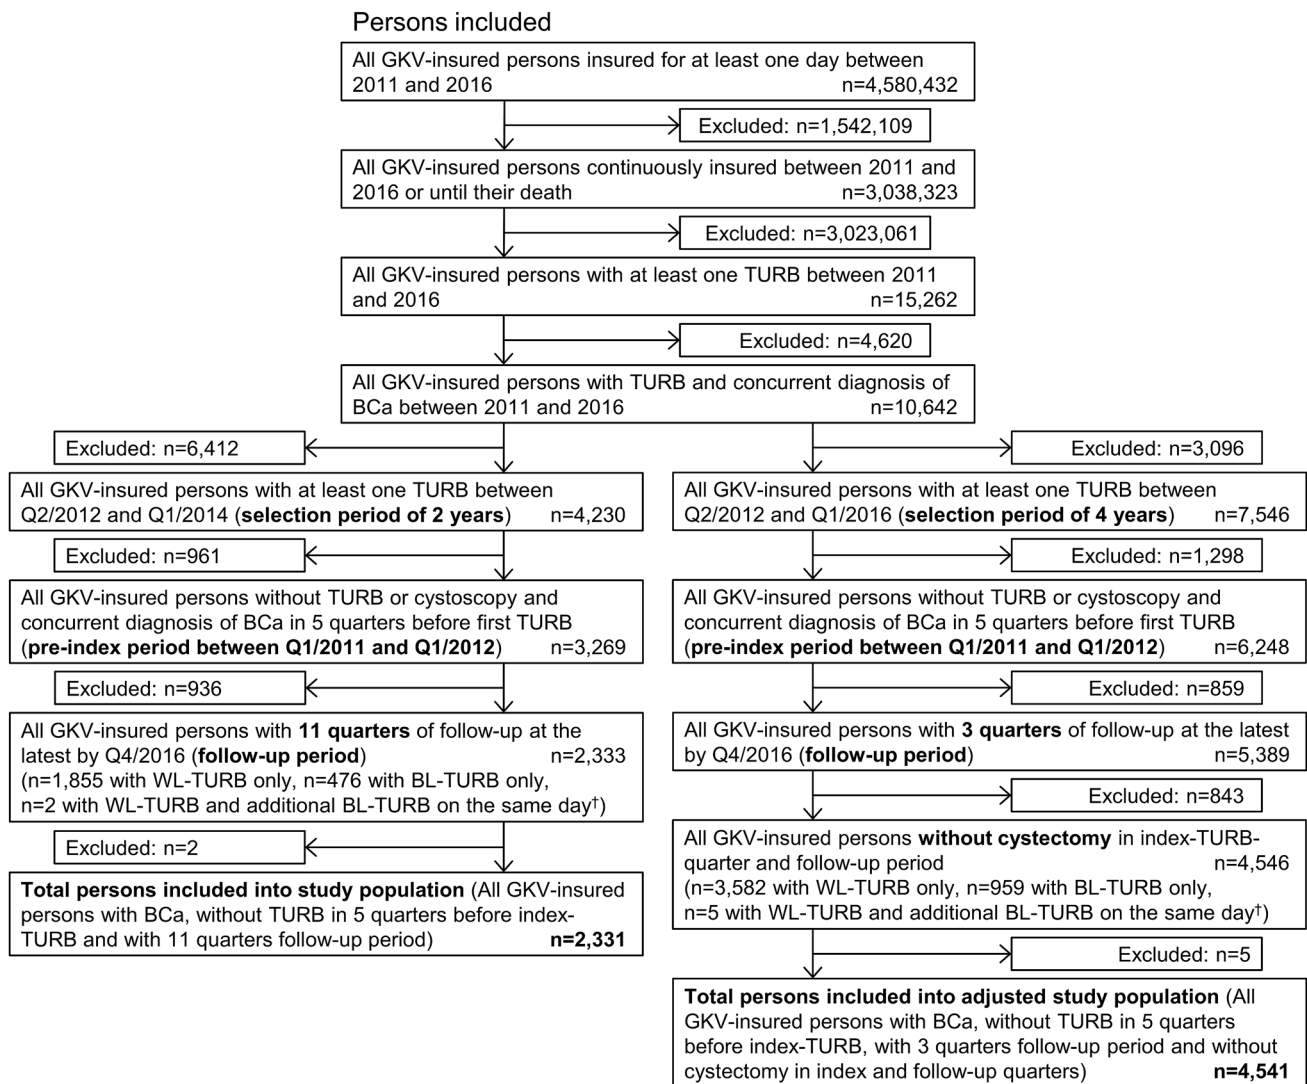 Persons included
All GKV-insured persons insured for at least one day between
2011 and 2016 n=4,580,432
Excluded: n=1,542,109
All GKV-insured persons continuously insured between 2011 and
2016 or until their death n=3,038,323
Excluded: n=3,023,061
All GKV-insured persons with at least one TURB between 2011
and 2016 n=15,262
Excluded: n=4,620
All GKV-insured persons with TURB and concurrent diagnosis of
BCa between 2011 and 2016 n=10,642
Excluded: n=6,412
All GKV-insured persons with at least one TURB between
Q2/2012 and Q1/2014 (selection period of 2 years) n=4,230
Excluded: n=961
All GKV-insured persons without TURB or cystoscopy and
concurrent diagnosis of BCa in 5 quarters before first TURB
(pre-index period between Q1/2011 and Q1/2012) n=3,269
Excluded: n=936
All GKV-insured persons with 11 quarters of follow-up at the
latest by Q4/2016 (follow-up period) n=2,333
(n=1,855 with WL-TURB only, n=476 with BL-TURB only,
n=2 with WL-TURB and additional BL-TURB on the same day†)
Excluded: n=2
Total persons included into study population (All GKV-insured
persons with BCa, without TURB in 5 quarters before index-
TURB and with 11 quarters follow-up period) n=2,331
Excluded: n=3,096
All GKV-insured persons with at least one TURB between
Q2/2012 and Q1/2016 (selection period of 4 years) n=7,546
Excluded: n=1,298
All GKV-insured persons without TURB or cystoscopy and
concurrent diagnosis of BCa in 5 quarters before first TURB
(pre-index period between Q1/2011 and Q1/2012) n=6,248
Excluded: n=859
All GKV-insured persons with 3 quarters of follow-up at the latest
by Q4/2016 (follow-up period) n=5,389
Excluded: n=843
All GKV-insured persons without cystectomy in index-TURB-
quarter and follow-up period n=4,546
(n=3,582 with WL-TURB only, n=959 with BL-TURB only,
n=5 with WL-TURB and additional BL-TURB on the same day†)
Excluded: n=5
Total persons included into adjusted study population (All
GKV-insured persons with BCa, without TURB in 5 quarters
before index-TURB, with 3 quarters follow-up period and without
cystectomy in index and follow-up quarters) n=4,541